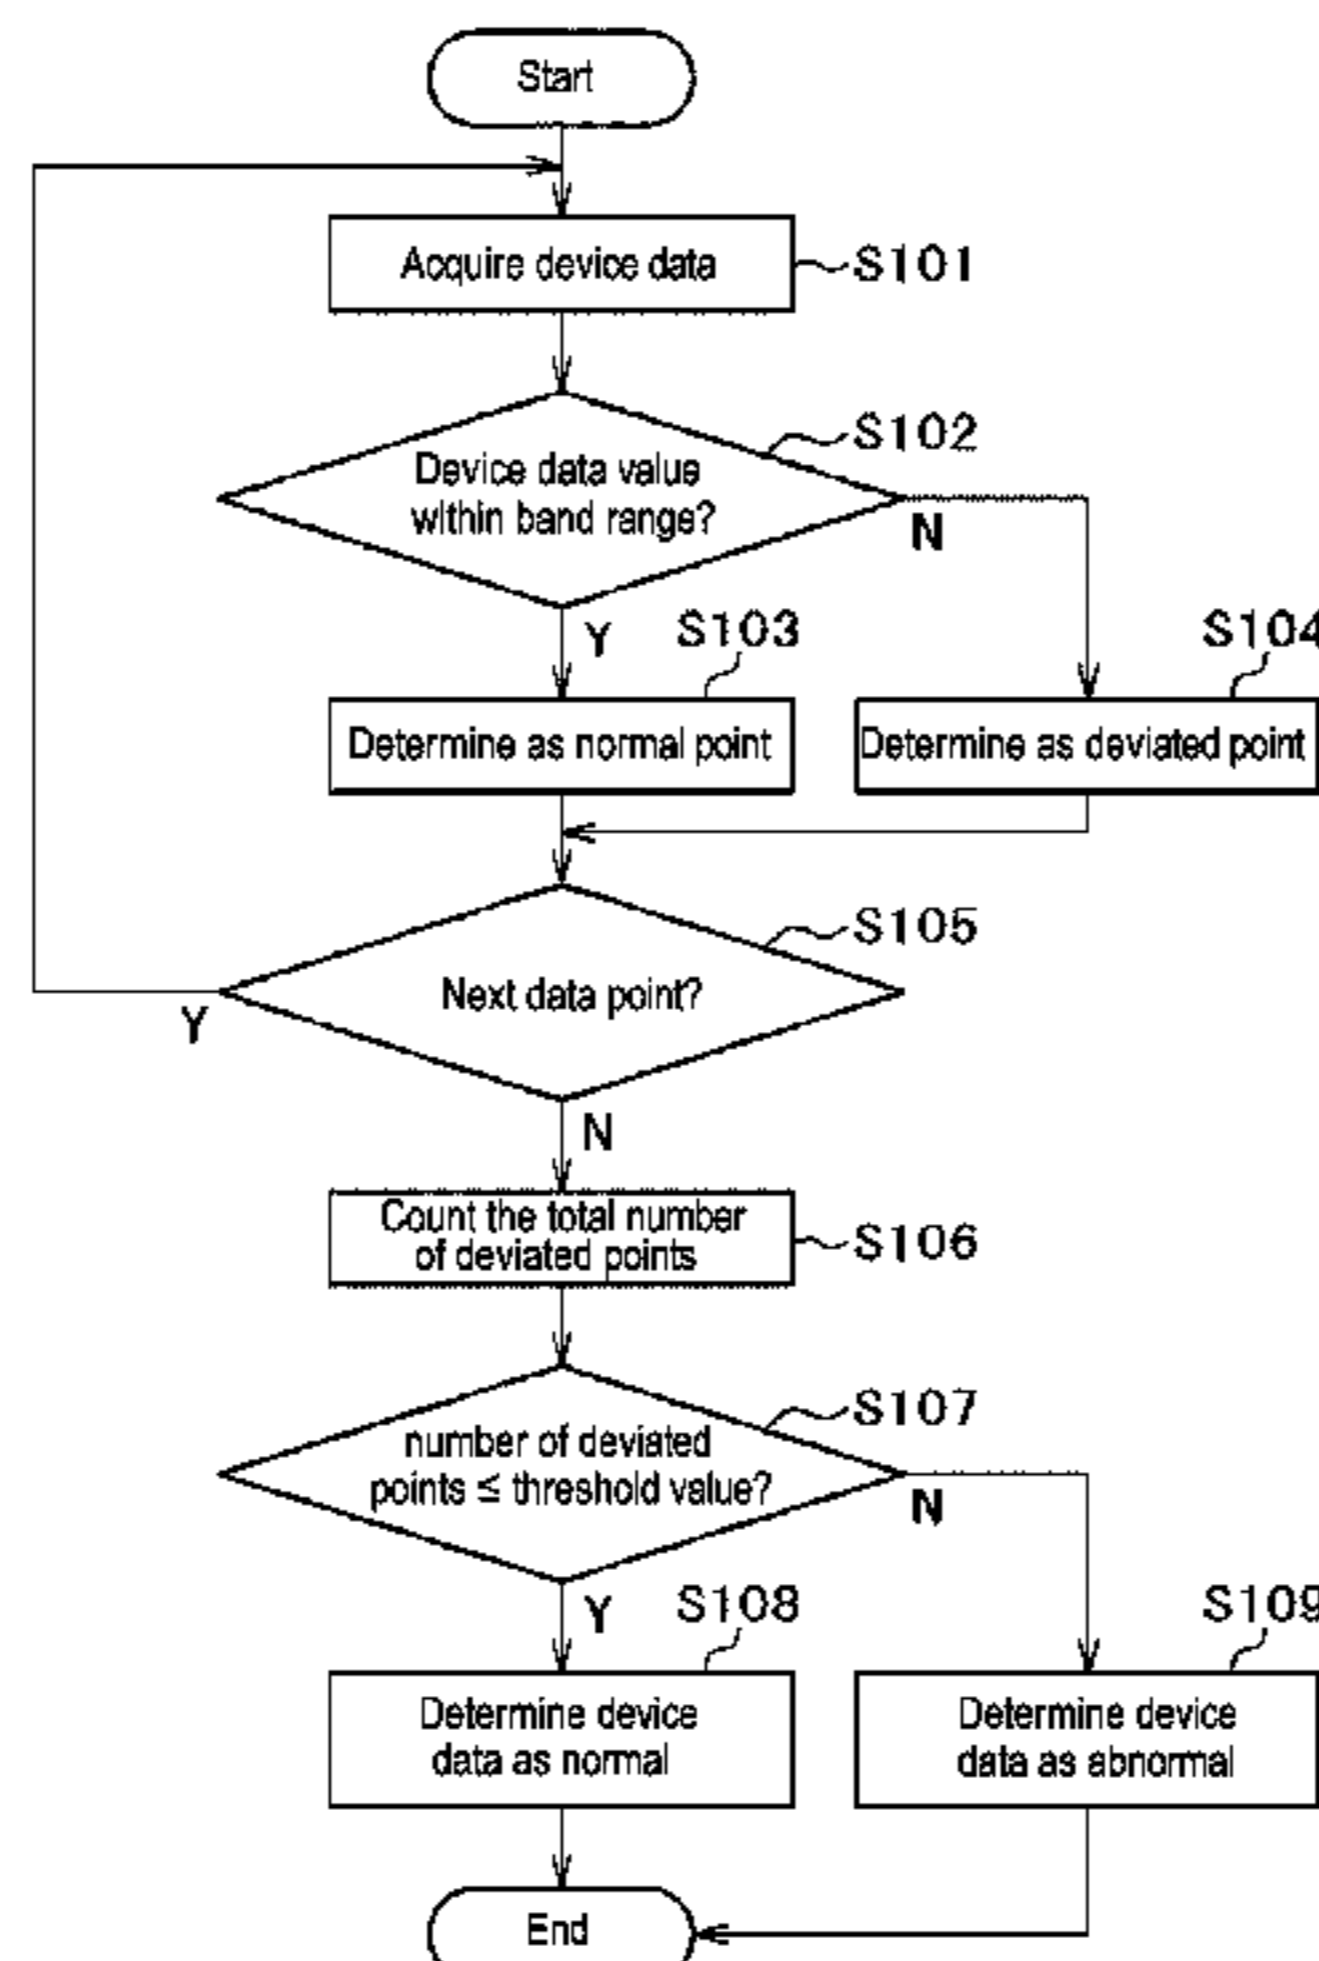 Start
Acquire device data
S101
S102
Device data value
within band range?
N
Y
S103
S104
Determine as normal point
Determine as deviated point
S105
Next data point?
Y
N
Count the total number
of deviated points
S106
S107
number of deviated
points ≤ threshold value?
N
Y
S108
S109
Determine device
data as normal
Determine device
data as abnormal
End